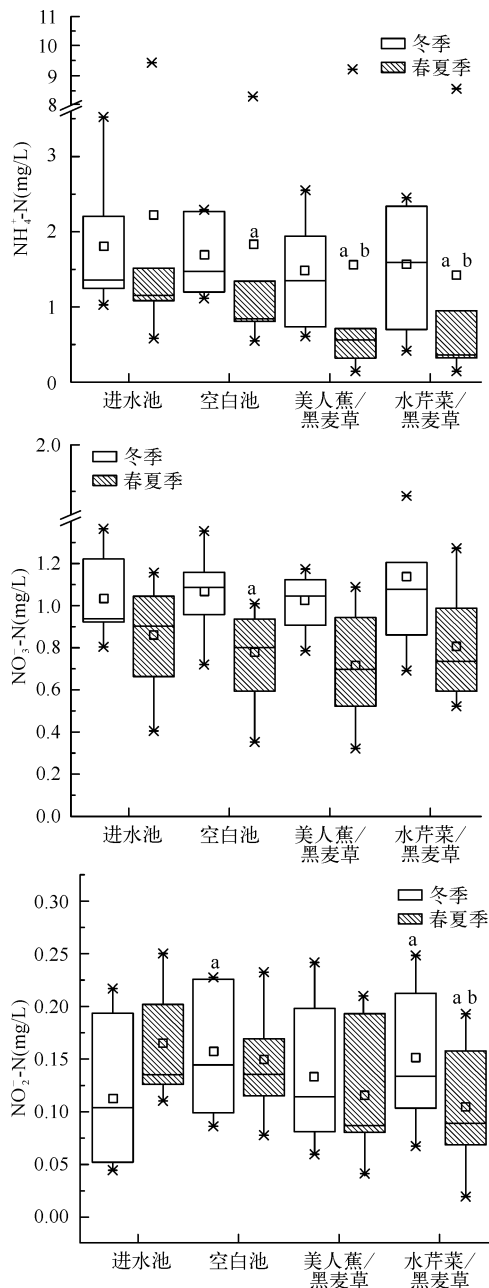 11
10
9
8
3
2
1
0
NH₄⁺-N(mg/L)
冬季
春夏季
a
a b
a b
进水池
空白池
美人蕉/
黑麦草
水芹菜/
黑麦草
2.0
1.2
1.0
0.8
0.6
0.4
0.2
0.0
NO₃⁻-N(mg/L)
冬季
春夏季
a
进水池
空白池
美人蕉/
黑麦草
水芹菜/
黑麦草
0.30
0.25
0.20
0.15
0.10
0.05
0.00
NO₂⁻-N(mg/L)
冬季
春夏季
a
a
a b
进水池
空白池
美人蕉/
黑麦草
水芹菜/
黑麦草